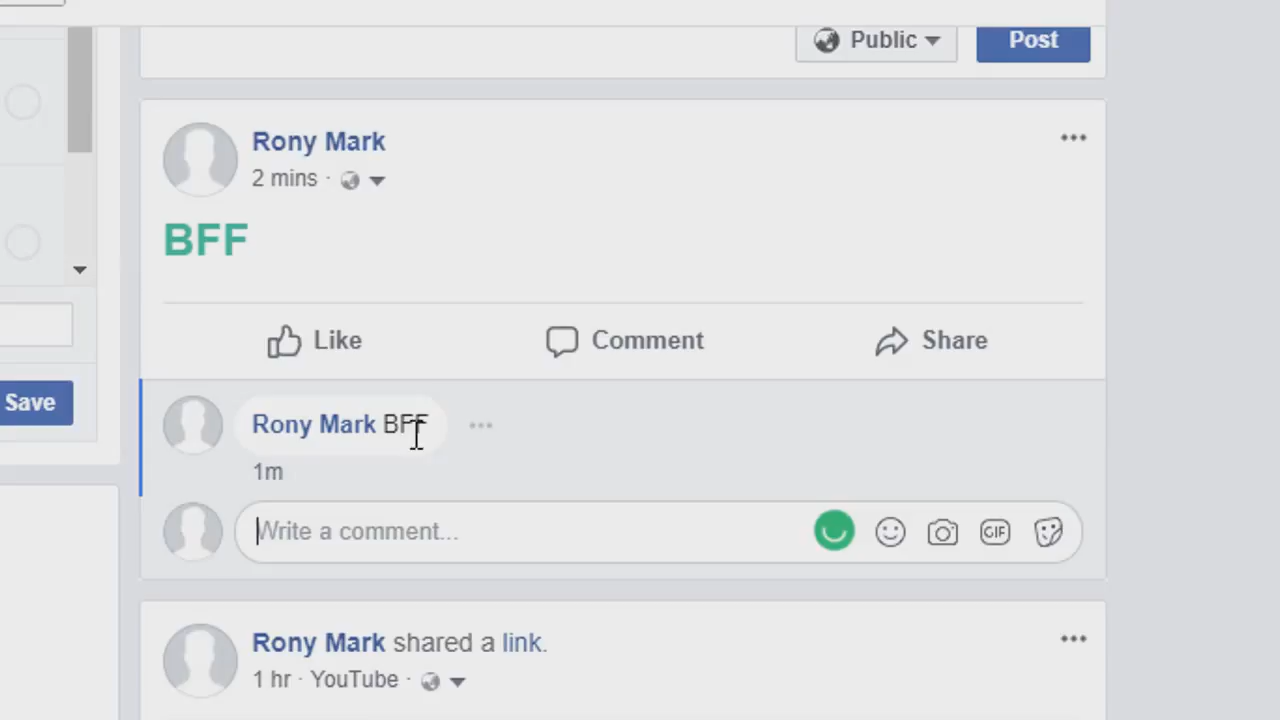 Public
Post
Rony Mark
2 mins ·
BFF
Like
Comment
Share
Save
Rony Mark BFF
1m
Write a comment...
GIF
Rony Mark shared a link.
1 hr · YouTube ·